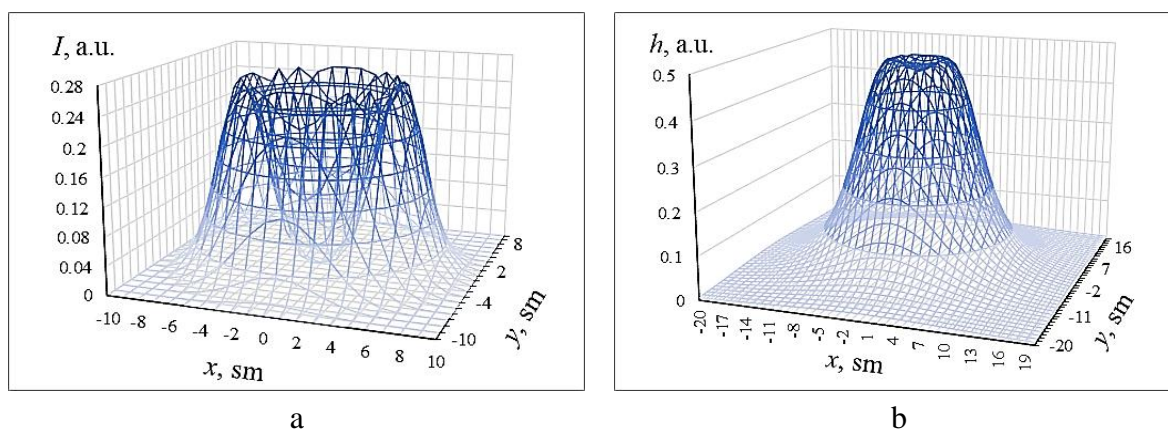 I, a.u.
0.28
0.24
0.2
0.16
0.12
0.08
0.04
0
-10 -8 -6 -4 -2 0 2 4 6 8 10
x, sm
8
2
-4
-10
y, sm
a
h, a.u.
0.5
0.4
0.3
0.2
0.1
0
-20 -17 -14 -11 -8 -5 -2 1 4 7 10 13 16 19
x, sm
16
7
-2
-11
-20
y, sm
b